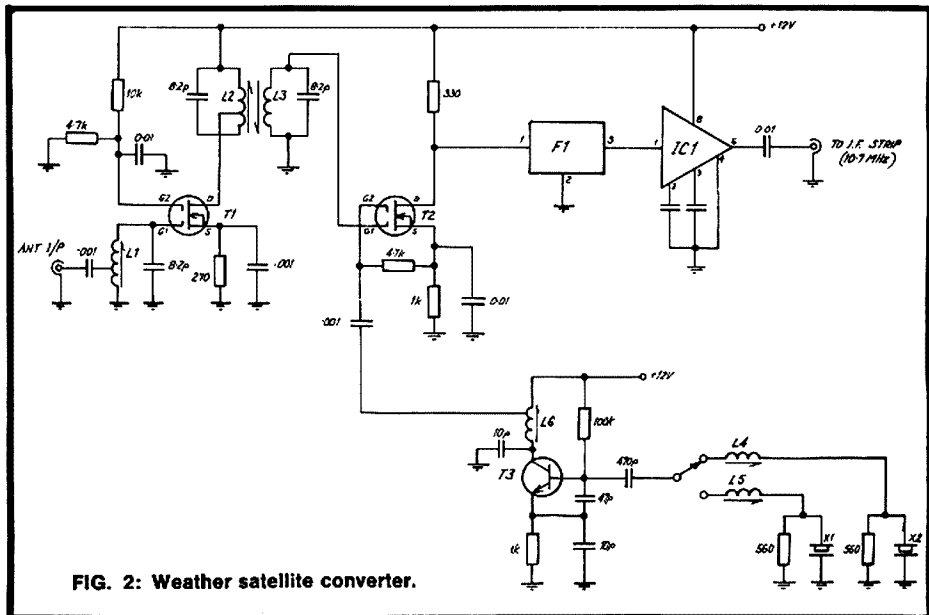 +12V
10k
8·2p
L2
L3
8·2p
330
4·7k
0·01
F1
1
3
2
1
IC1
8
5
2
3
4
0·01
TO I.F. STRIP
(10·7 MHz)
G2
D
G1
S
T1
G2
D
G1
S
T2
ANT I/P
·001
L1
8·2p
270
·001
4·7k
1k
0·01
·001
+12V
L6
100k
10p
T3
470p
L4
L5
47p
1k
10p
560
X1
560
X2
FIG. 2: Weather satellite converter.